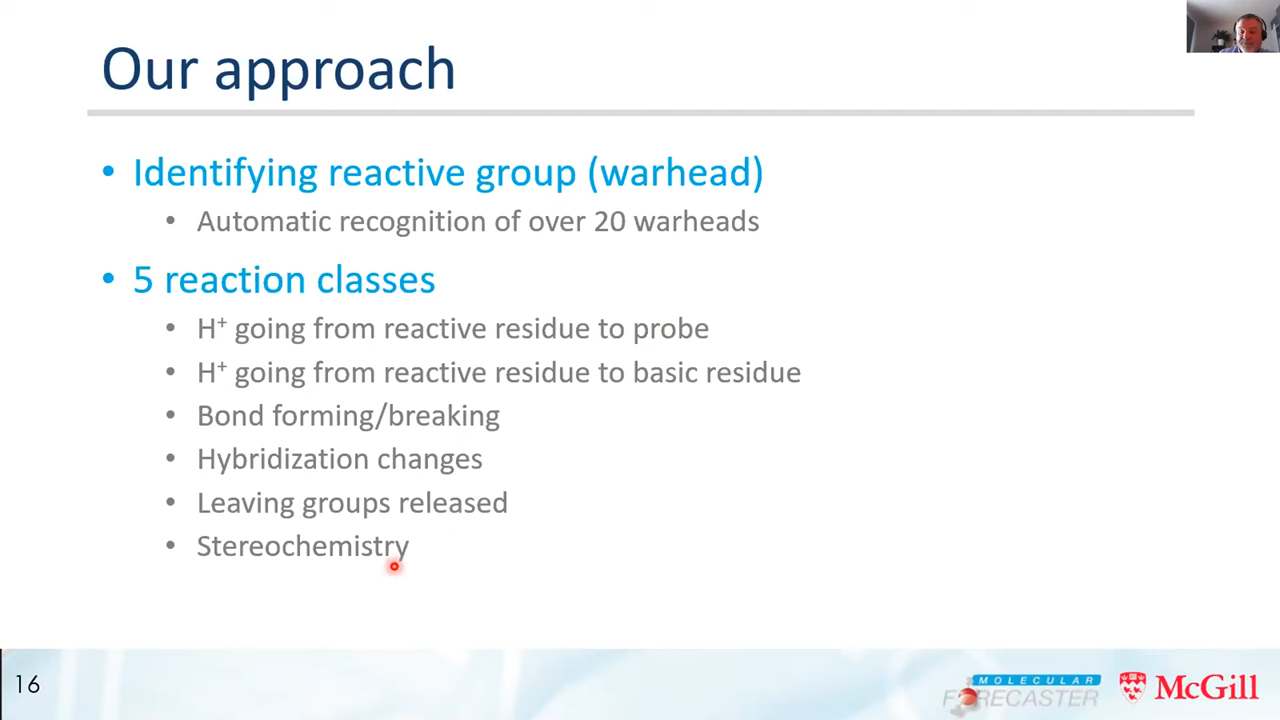 Our approach
• Identifying reactive group (warhead)
• Automatic recognition of over 20 warheads
• 5 reaction classes
• H⁺ going from reactive residue to probe
• H⁺ going from reactive residue to basic residue
• Bond forming/breaking
• Hybridization changes
• Leaving groups released
• Stereochemistry
16
MOLECULAR
FORECASTER
McGill